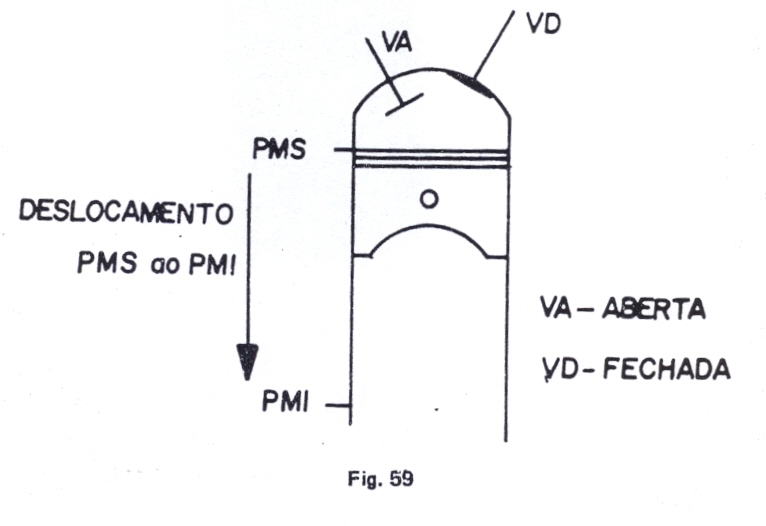 VA
VD
PMS
DESLOCAMENTO
PMS ao PMI
VA - ABERTA
VD - FECHADA
PMI
Fig. 59